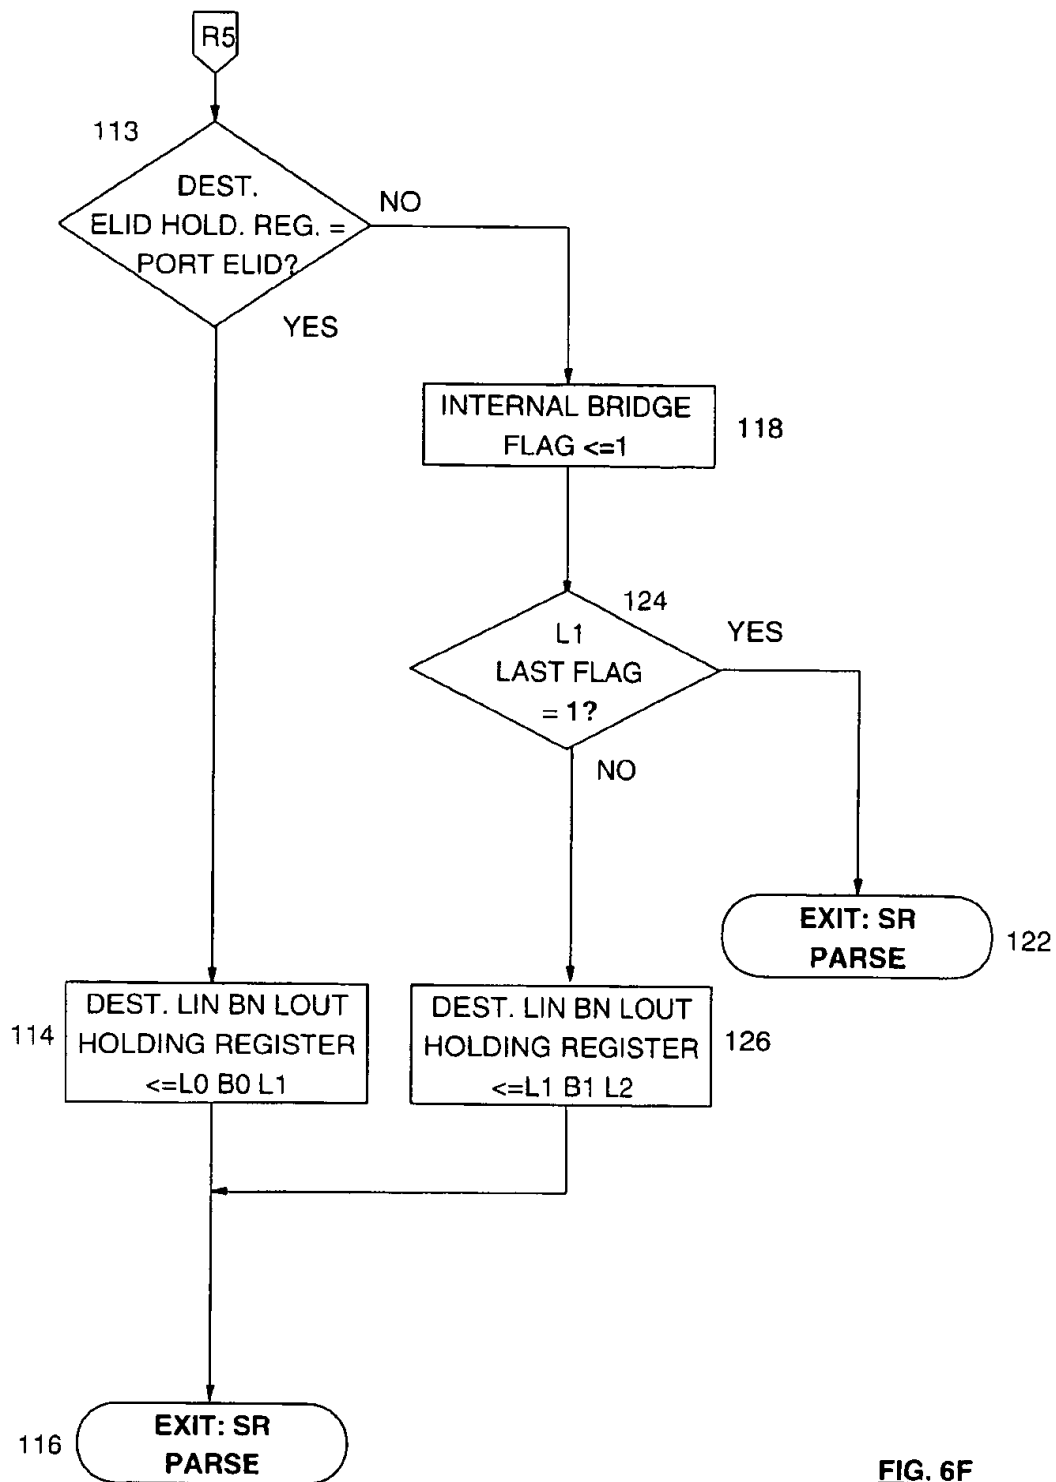 R5
113
DEST.
ELID HOLD. REG. =
PORT ELID?
NO
YES
INTERNAL BRIDGE
FLAG <=1
118
124
L1
LAST FLAG
= 1?
YES
NO
EXIT: SR
PARSE
122
114
DEST. LIN BN LOUT
HOLDING REGISTER
<=L0 B0 L1
DEST. LIN BN LOUT
HOLDING REGISTER
<=L1 B1 L2
126
116
EXIT: SR
PARSE
FIG. 6F